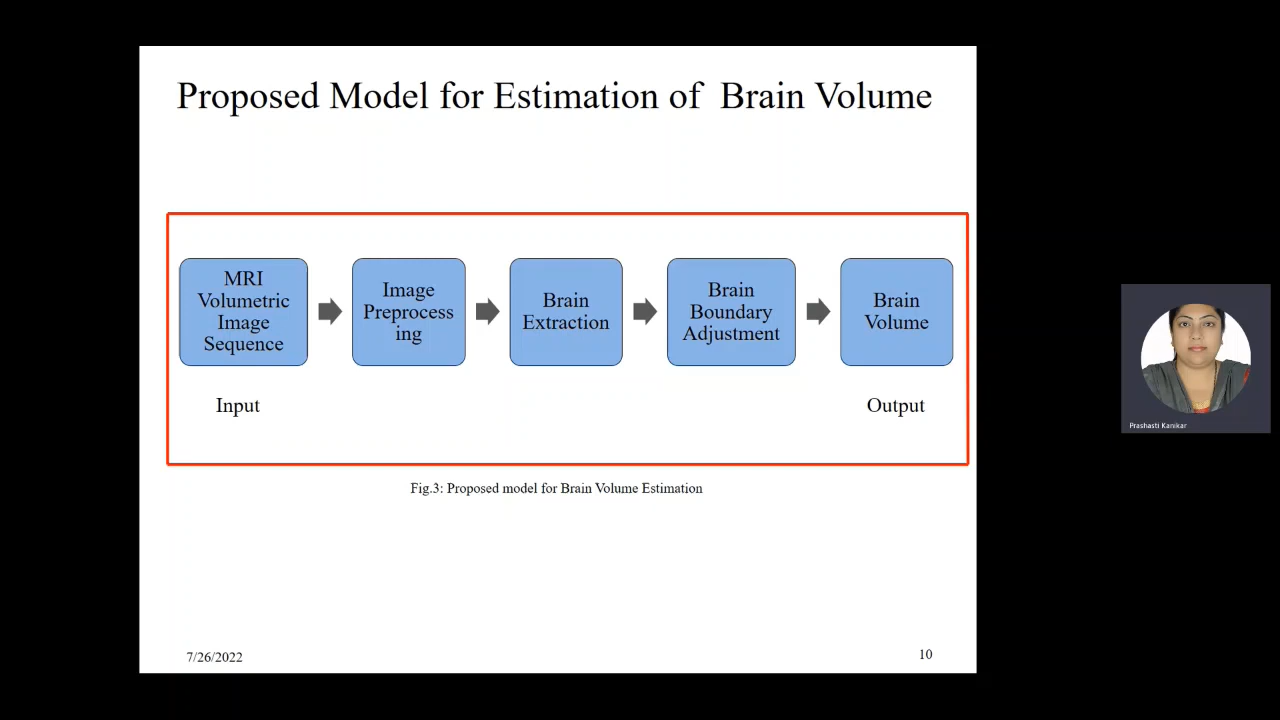 Proposed Model for Estimation of Brain Volume
MRI
Volumetric
Image
Sequence
Image
Preprocess
ing
Brain
Extraction
Brain
Boundary
Adjustment
Brain
Volume
Input
Output
Fig.3: Proposed model for Brain Volume Estimation
7/26/2022
10
Prashasti Kanikar